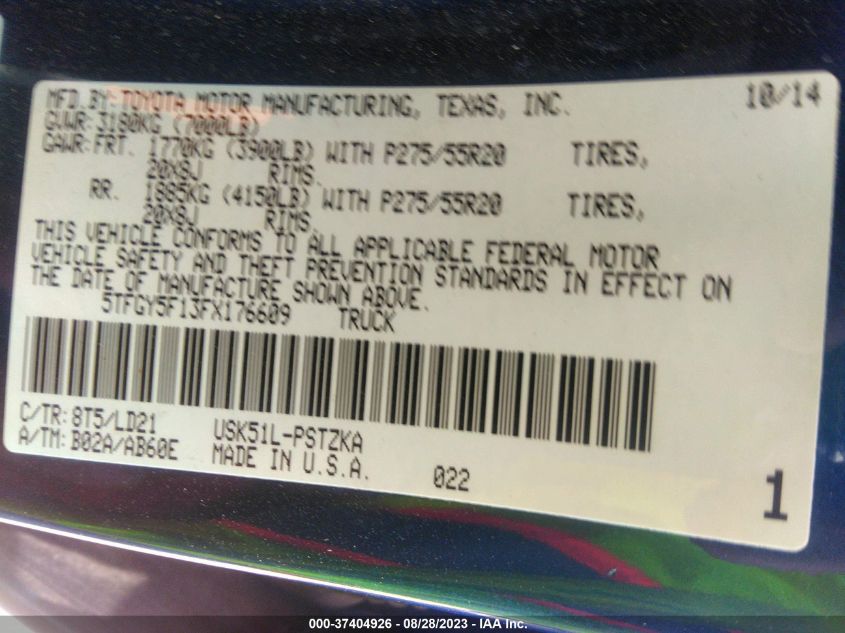 MFD.BY:TOYOTA MOTOR MANUFACTURING, TEXAS, INC. 10/14
GVWR:3180KG (7000LB)
GAWR:FRT. 1770KG (3900LB) WITH P275/55R20 TIRES,
20X8J RIMS.
RR. 1885KG (4150LB) WITH P275/55R20 TIRES,
20X8J RIMS.
THIS VEHICLE CONFORMS TO ALL APPLICABLE FEDERAL MOTOR
VEHICLE SAFETY AND THEFT PREVENTION STANDARDS IN EFFECT ON
THE DATE OF MANUFACTURE SHOWN ABOVE.
5TFGY5F13FX176609 TRUCK
C/TR:8T5/LD21 USK51L-PSTZKA
A/TM:B02A/AB60E MADE IN U.S.A. 022
1
000-37404926 - 08/28/2023 - IAA Inc.